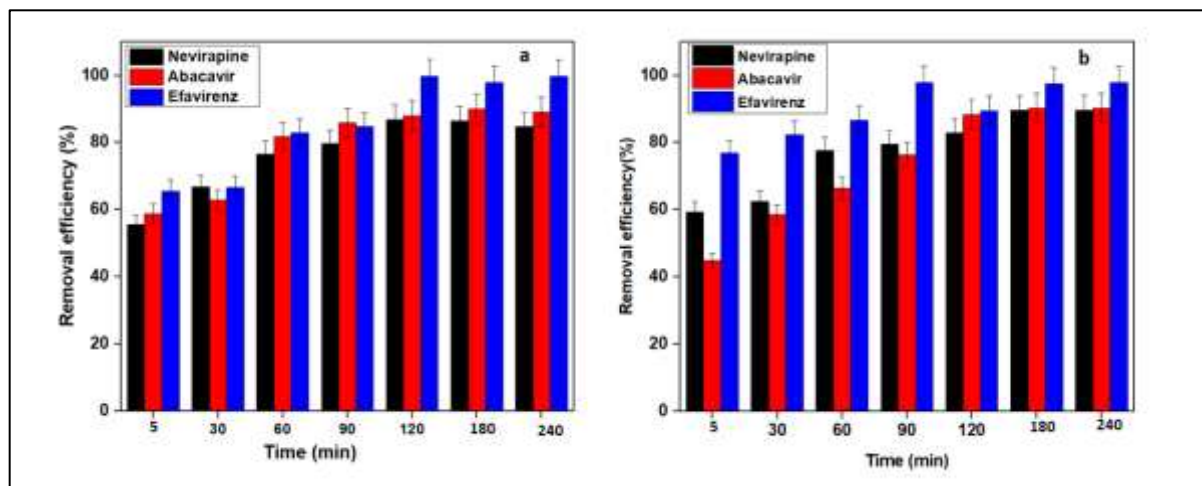 Nevirapine
Abacavir
Efavirenz
a
100
80
60
40
20
0
Removal efficiency (%)
5 30 60 90 120 180 240
Time (min)
Nevirapine
Abacavir
Efavirenz
b
100
80
60
40
20
0
Removal efficiency(%)
5 30 60 90 120 180 240
Time (min)